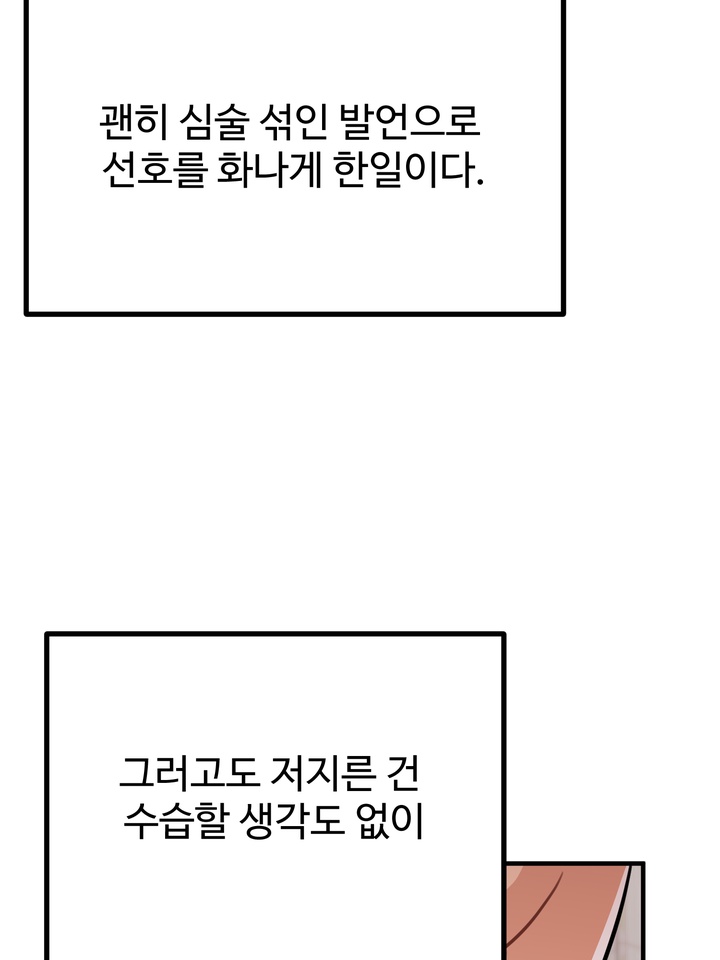 괜히 심술 섞인 발언으로
선호를 화나게 한일이다.
그러고도 저지른 건
수습할 생각도 없이